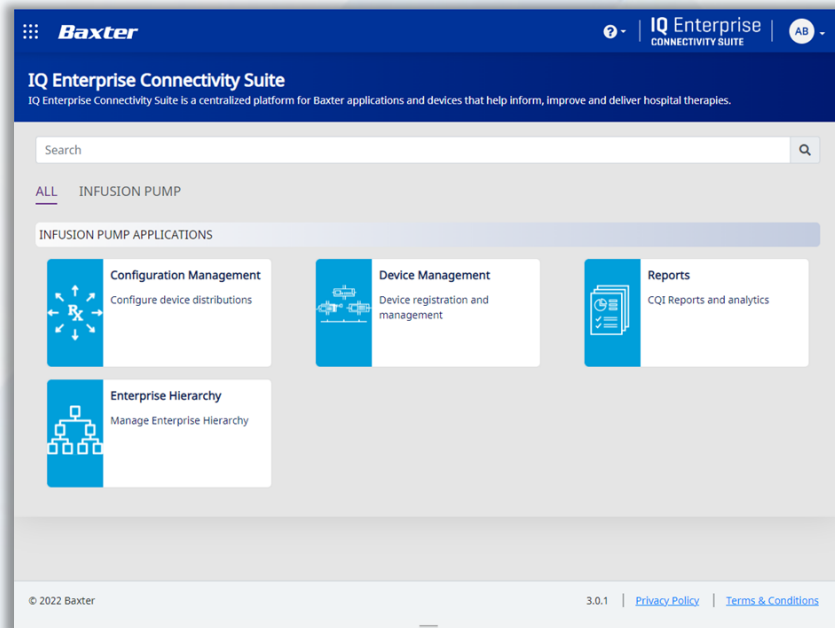 Baxter
?
IQ Enterprise
CONNECTIVITY SUITE
AB
IQ Enterprise Connectivity Suite
IQ Enterprise Connectivity Suite is a centralized platform for Baxter applications and devices that help inform, improve and deliver hospital therapies.
Search
ALL INFUSION PUMP
INFUSION PUMP APPLICATIONS
Rx
Configuration Management
Configure device distributions
Device Management
Device registration and
management
Reports
CQI Reports and analytics
Enterprise Hierarchy
Manage Enterprise Hierarchy
© 2022 Baxter
3.0.1 | Privacy Policy | Terms & Conditions